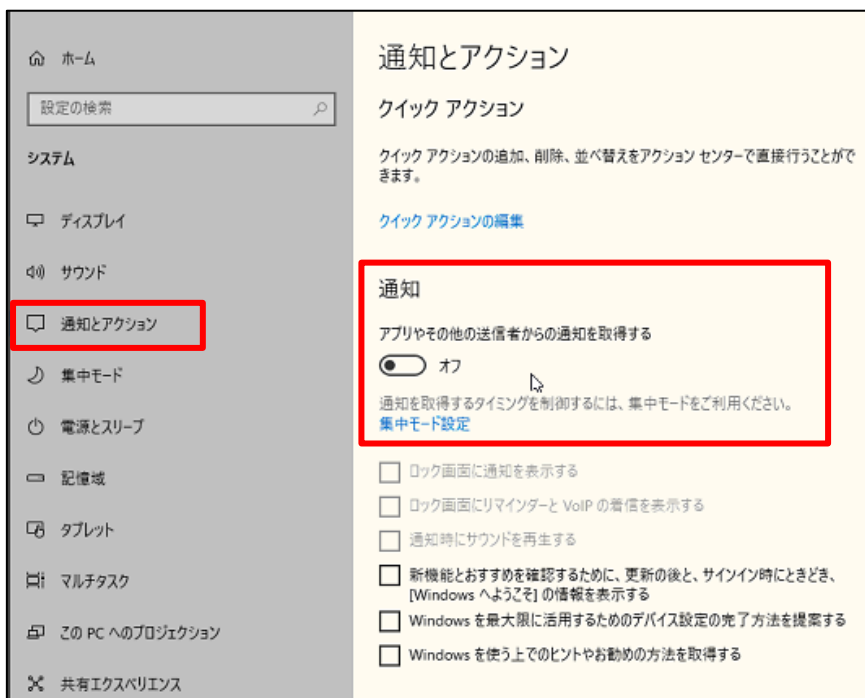 ホーム
設定の検索
システム
ディスプレイ
サウンド
通知とアクション
集中モード
電源とスリープ
記憶域
タブレット
マルチタスク
この PC へのプロジェクション
共有エクスペリエンス
通知とアクション
クイック アクション
クイック アクションの追加、削除、並べ替えをアクション センターで直接行うことがで
きます。
クイック アクションの編集
通知
アプリやその他の送信者からの通知を取得する
オフ
通知を取得するタイミングを制御するには、集中モードをご利用ください。
集中モード設定
ロック画面に通知を表示する
ロック画面にリマインダーと VoIP の着信を表示する
通知時にサウンドを再生する
新機能とおすすめを確認するために、更新の後と、サインイン時にときどき、
[Windows へようこそ] の情報を表示する
Windows を最大限に活用するためのデバイス設定の完了方法を提案する
Windows を使う上でのヒントやお勧めの方法を取得する